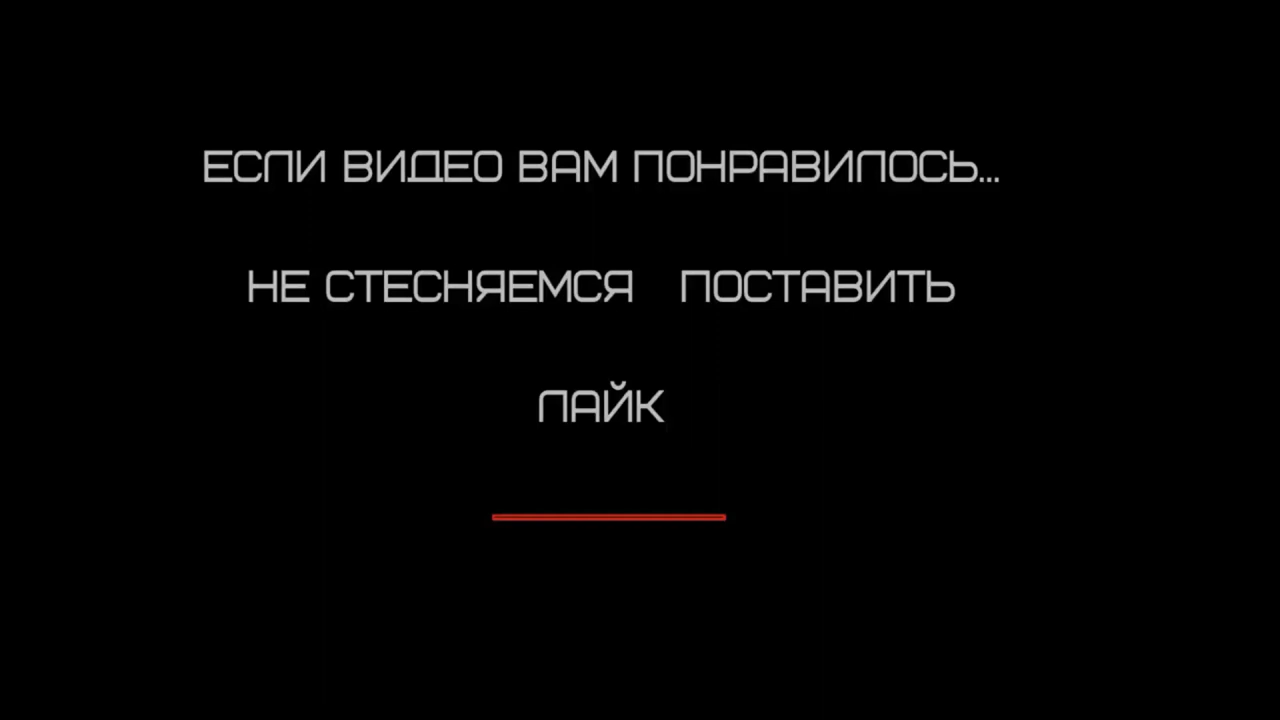 ЕСЛИ ВИДЕО ВАМ ПОНРАВИЛОСЬ...
НЕ СТЕСНЯЕМСЯ ПОСТАВИТЬ
ЛАЙК